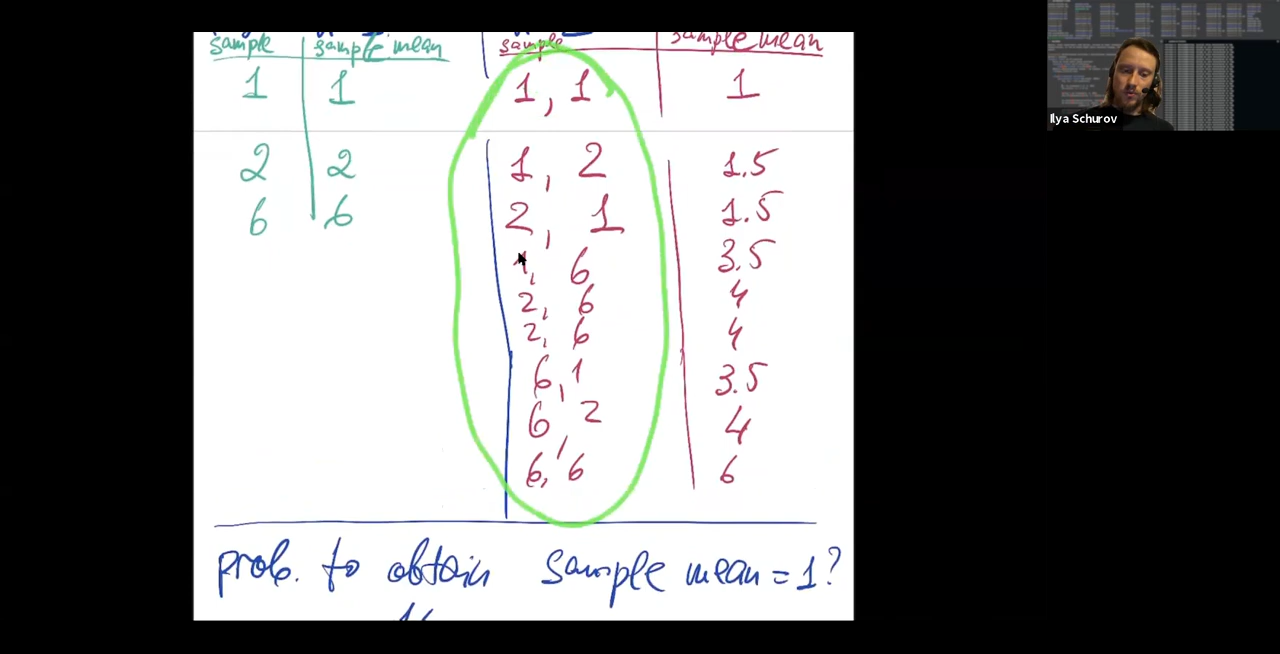 sample sample mean sample sample mean
1 1 1, 1 1
2 2 1, 2 1.5
6 6 2, 1 1.5
1, 6 3.5
2, 6 4
2, 6 4
6, 1 3.5
6, 2 4
6, 6 6
prob. to obtain sample mean = 1?
Ilya Schurov